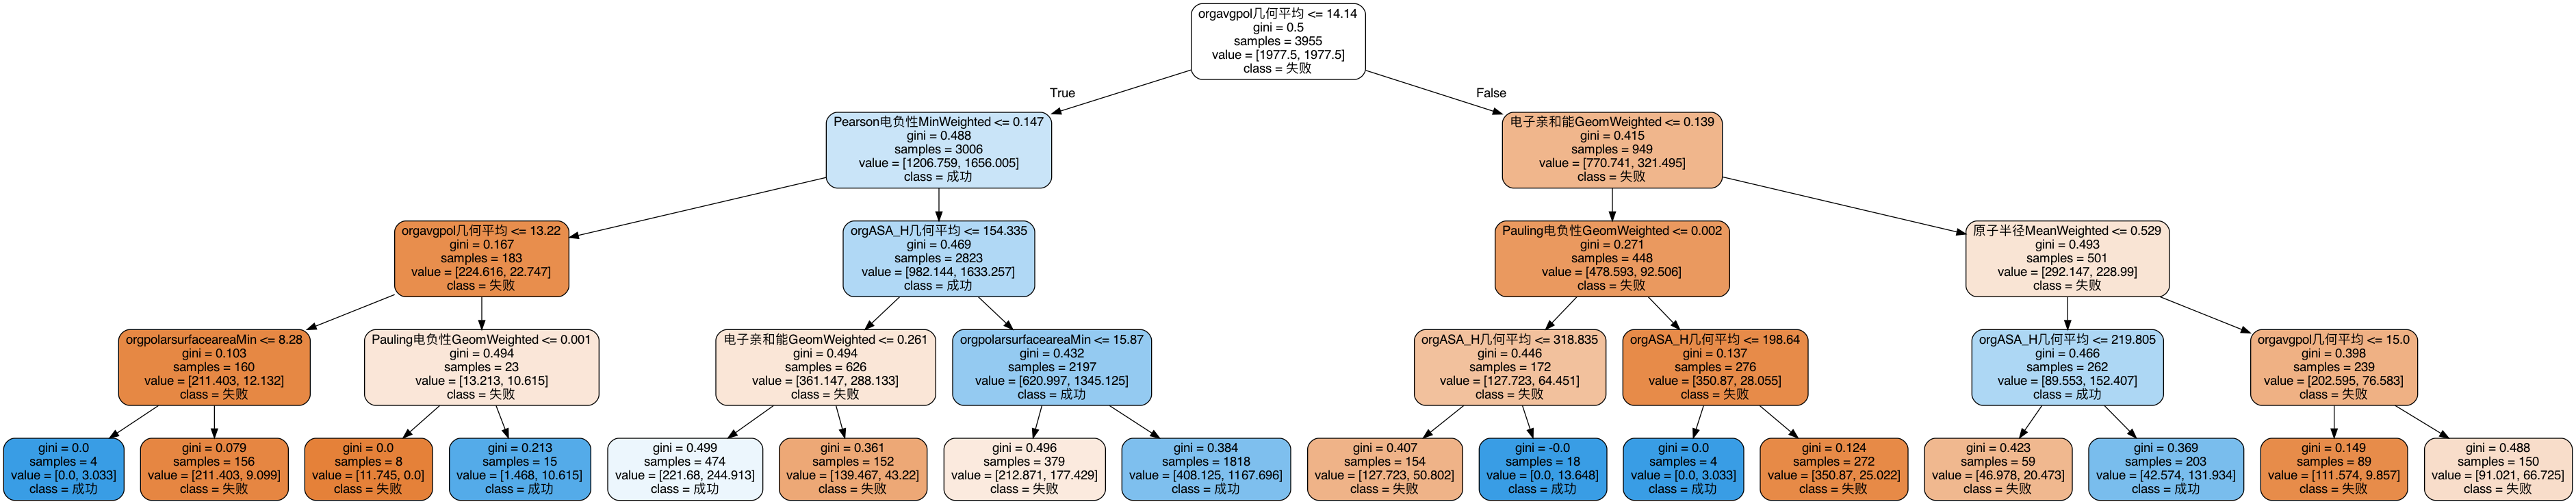 orgavgpol几何平均 <= 14.14
gini = 0.5
samples = 3955
value = [1977.5, 1977.5]
class = 失败
True
False
Pearson电负性MinWeighted <= 0.147
gini = 0.488
samples = 3006
value = [1206.759, 1656.005]
class = 成功
电子亲和能GeomWeighted <= 0.139
gini = 0.415
samples = 949
value = [770.741, 321.495]
class = 失败
orgavgpol几何平均 <= 13.22
gini = 0.167
samples = 183
value = [224.616, 22.747]
class = 失败
orgASA_H几何平均 <= 154.335
gini = 0.469
samples = 2823
value = [982.144, 1633.257]
class = 成功
Pauling电负性GeomWeighted <= 0.002
gini = 0.271
samples = 448
value = [478.593, 92.506]
class = 失败
原子半径MeanWeighted <= 0.529
gini = 0.493
samples = 501
value = [292.147, 228.99]
class = 失败
orgpolarsurfaceareaMin <= 8.28
gini = 0.103
samples = 160
value = [211.403, 12.132]
class = 失败
Pauling电负性GeomWeighted <= 0.001
gini = 0.494
samples = 23
value = [13.213, 10.615]
class = 失败
电子亲和能GeomWeighted <= 0.261
gini = 0.494
samples = 626
value = [361.147, 288.133]
class = 失败
orgpolarsurfaceareaMin <= 15.87
gini = 0.432
samples = 2197
value = [620.997, 1345.125]
class = 成功
orgASA_H几何平均 <= 318.835
gini = 0.446
samples = 172
value = [127.723, 64.451]
class = 失败
orgASA_H几何平均 <= 198.64
gini = 0.137
samples = 276
value = [350.87, 28.055]
class = 失败
orgASA_H几何平均 <= 219.805
gini = 0.466
samples = 262
value = [89.553, 152.407]
class = 成功
orgavgpol几何平均 <= 15.0
gini = 0.398
samples = 239
value = [202.595, 76.583]
class = 失败
gini = 0.0
samples = 4
value = [0.0, 3.033]
class = 成功
gini = 0.079
samples = 156
value = [211.403, 9.099]
class = 失败
gini = 0.0
samples = 8
value = [11.745, 0.0]
class = 失败
gini = 0.213
samples = 15
value = [1.468, 10.615]
class = 成功
gini = 0.499
samples = 474
value = [221.68, 244.913]
class = 成功
gini = 0.361
samples = 152
value = [139.467, 43.22]
class = 失败
gini = 0.496
samples = 379
value = [212.871, 177.429]
class = 失败
gini = 0.384
samples = 1818
value = [408.125, 1167.696]
class = 成功
gini = 0.407
samples = 154
value = [127.723, 50.802]
class = 失败
gini = -0.0
samples = 18
value = [0.0, 13.648]
class = 成功
gini = 0.0
samples = 4
value = [0.0, 3.033]
class = 成功
gini = 0.124
samples = 272
value = [350.87, 25.022]
class = 失败
gini = 0.423
samples = 59
value = [46.978, 20.473]
class = 失败
gini = 0.369
samples = 203
value = [42.574, 131.934]
class = 成功
gini = 0.149
samples = 89
value = [111.574, 9.857]
class = 失败
gini = 0.488
samples = 150
value = [91.021, 66.725]
class = 失败